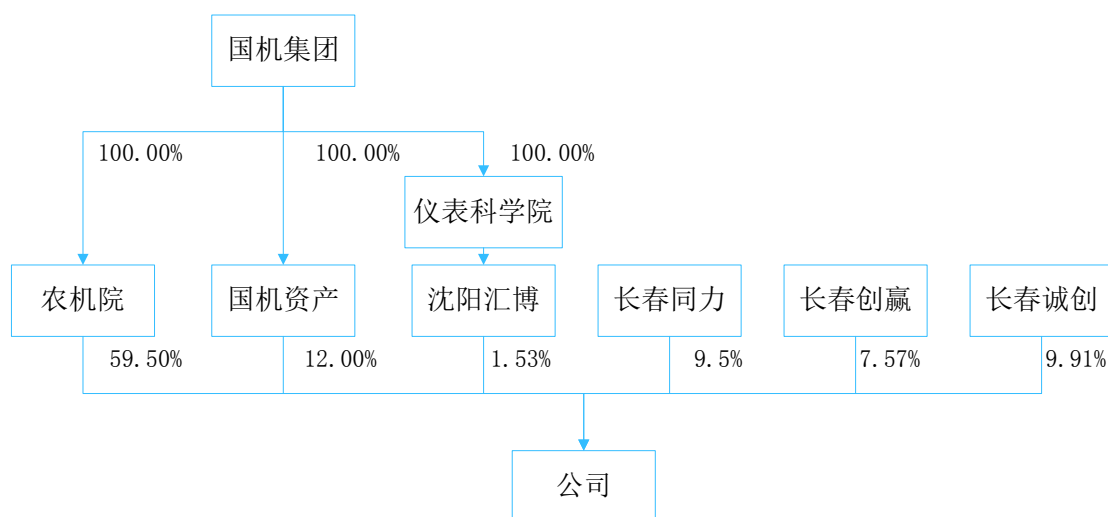 国机集团
100.00%
100.00%
100.00%
仪表科学院
农机院
国机资产
沈阳汇博
长春同力
长春创赢
长春诚创
59.50%
12.00%
1.53%
9.5%
7.57%
9.91%
公司